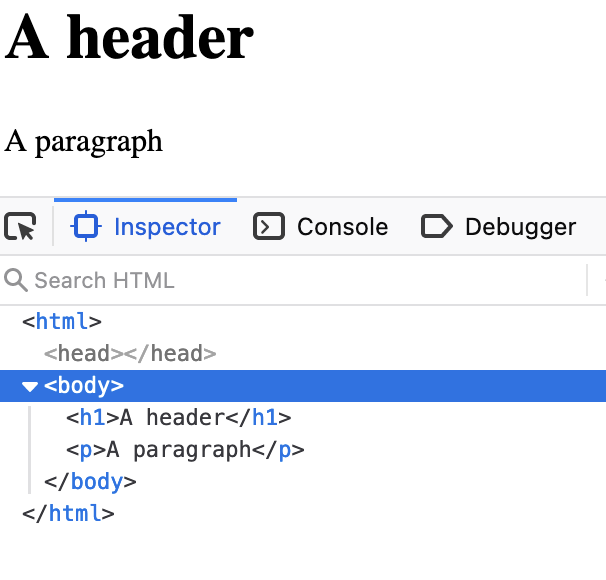 A header
A paragraph
Inspector Console Debugger
Search HTML
<html>
<head></head>
<body>
<h1>A header</h1>
<p>A paragraph</p>
</body>
</html>